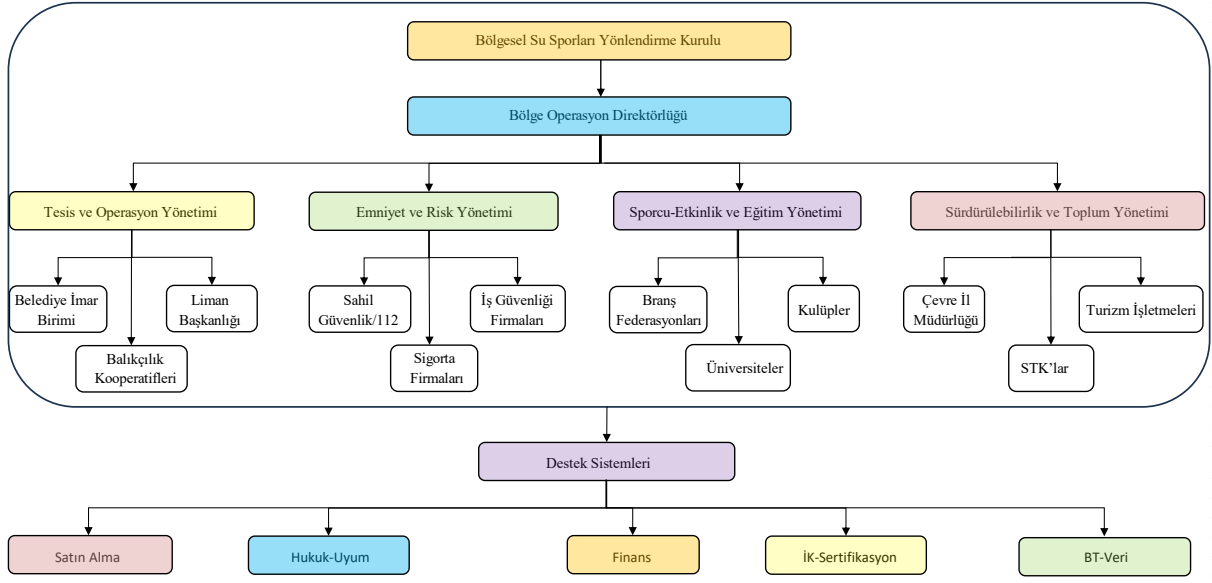 Bölgesel Su Sporları Yönlendirme Kurulu
Bölge Operasyon Direktörlüğü
Tesis ve Operasyon Yönetimi
Emniyet ve Risk Yönetimi
Sporcu-Etkinlik ve Eğitim Yönetimi
Sürdürülebilirlik ve Toplum Yönetimi
Belediye İmar
Birimi
Liman
Başkanlığı
Balıkçılık
Kooperatifleri
Sahil
Güvenlik/112
İş Güvenliği
Firmaları
Sigorta
Firmaları
Branş
Federasyonları
Kulüpler
Üniversiteler
Çevre İl
Müdürlüğü
Turizm İşletmeleri
STK’lar
Destek Sistemleri
Satın Alma
Hukuk-Uyum
Finans
İK-Sertifikasyon
BT-Veri